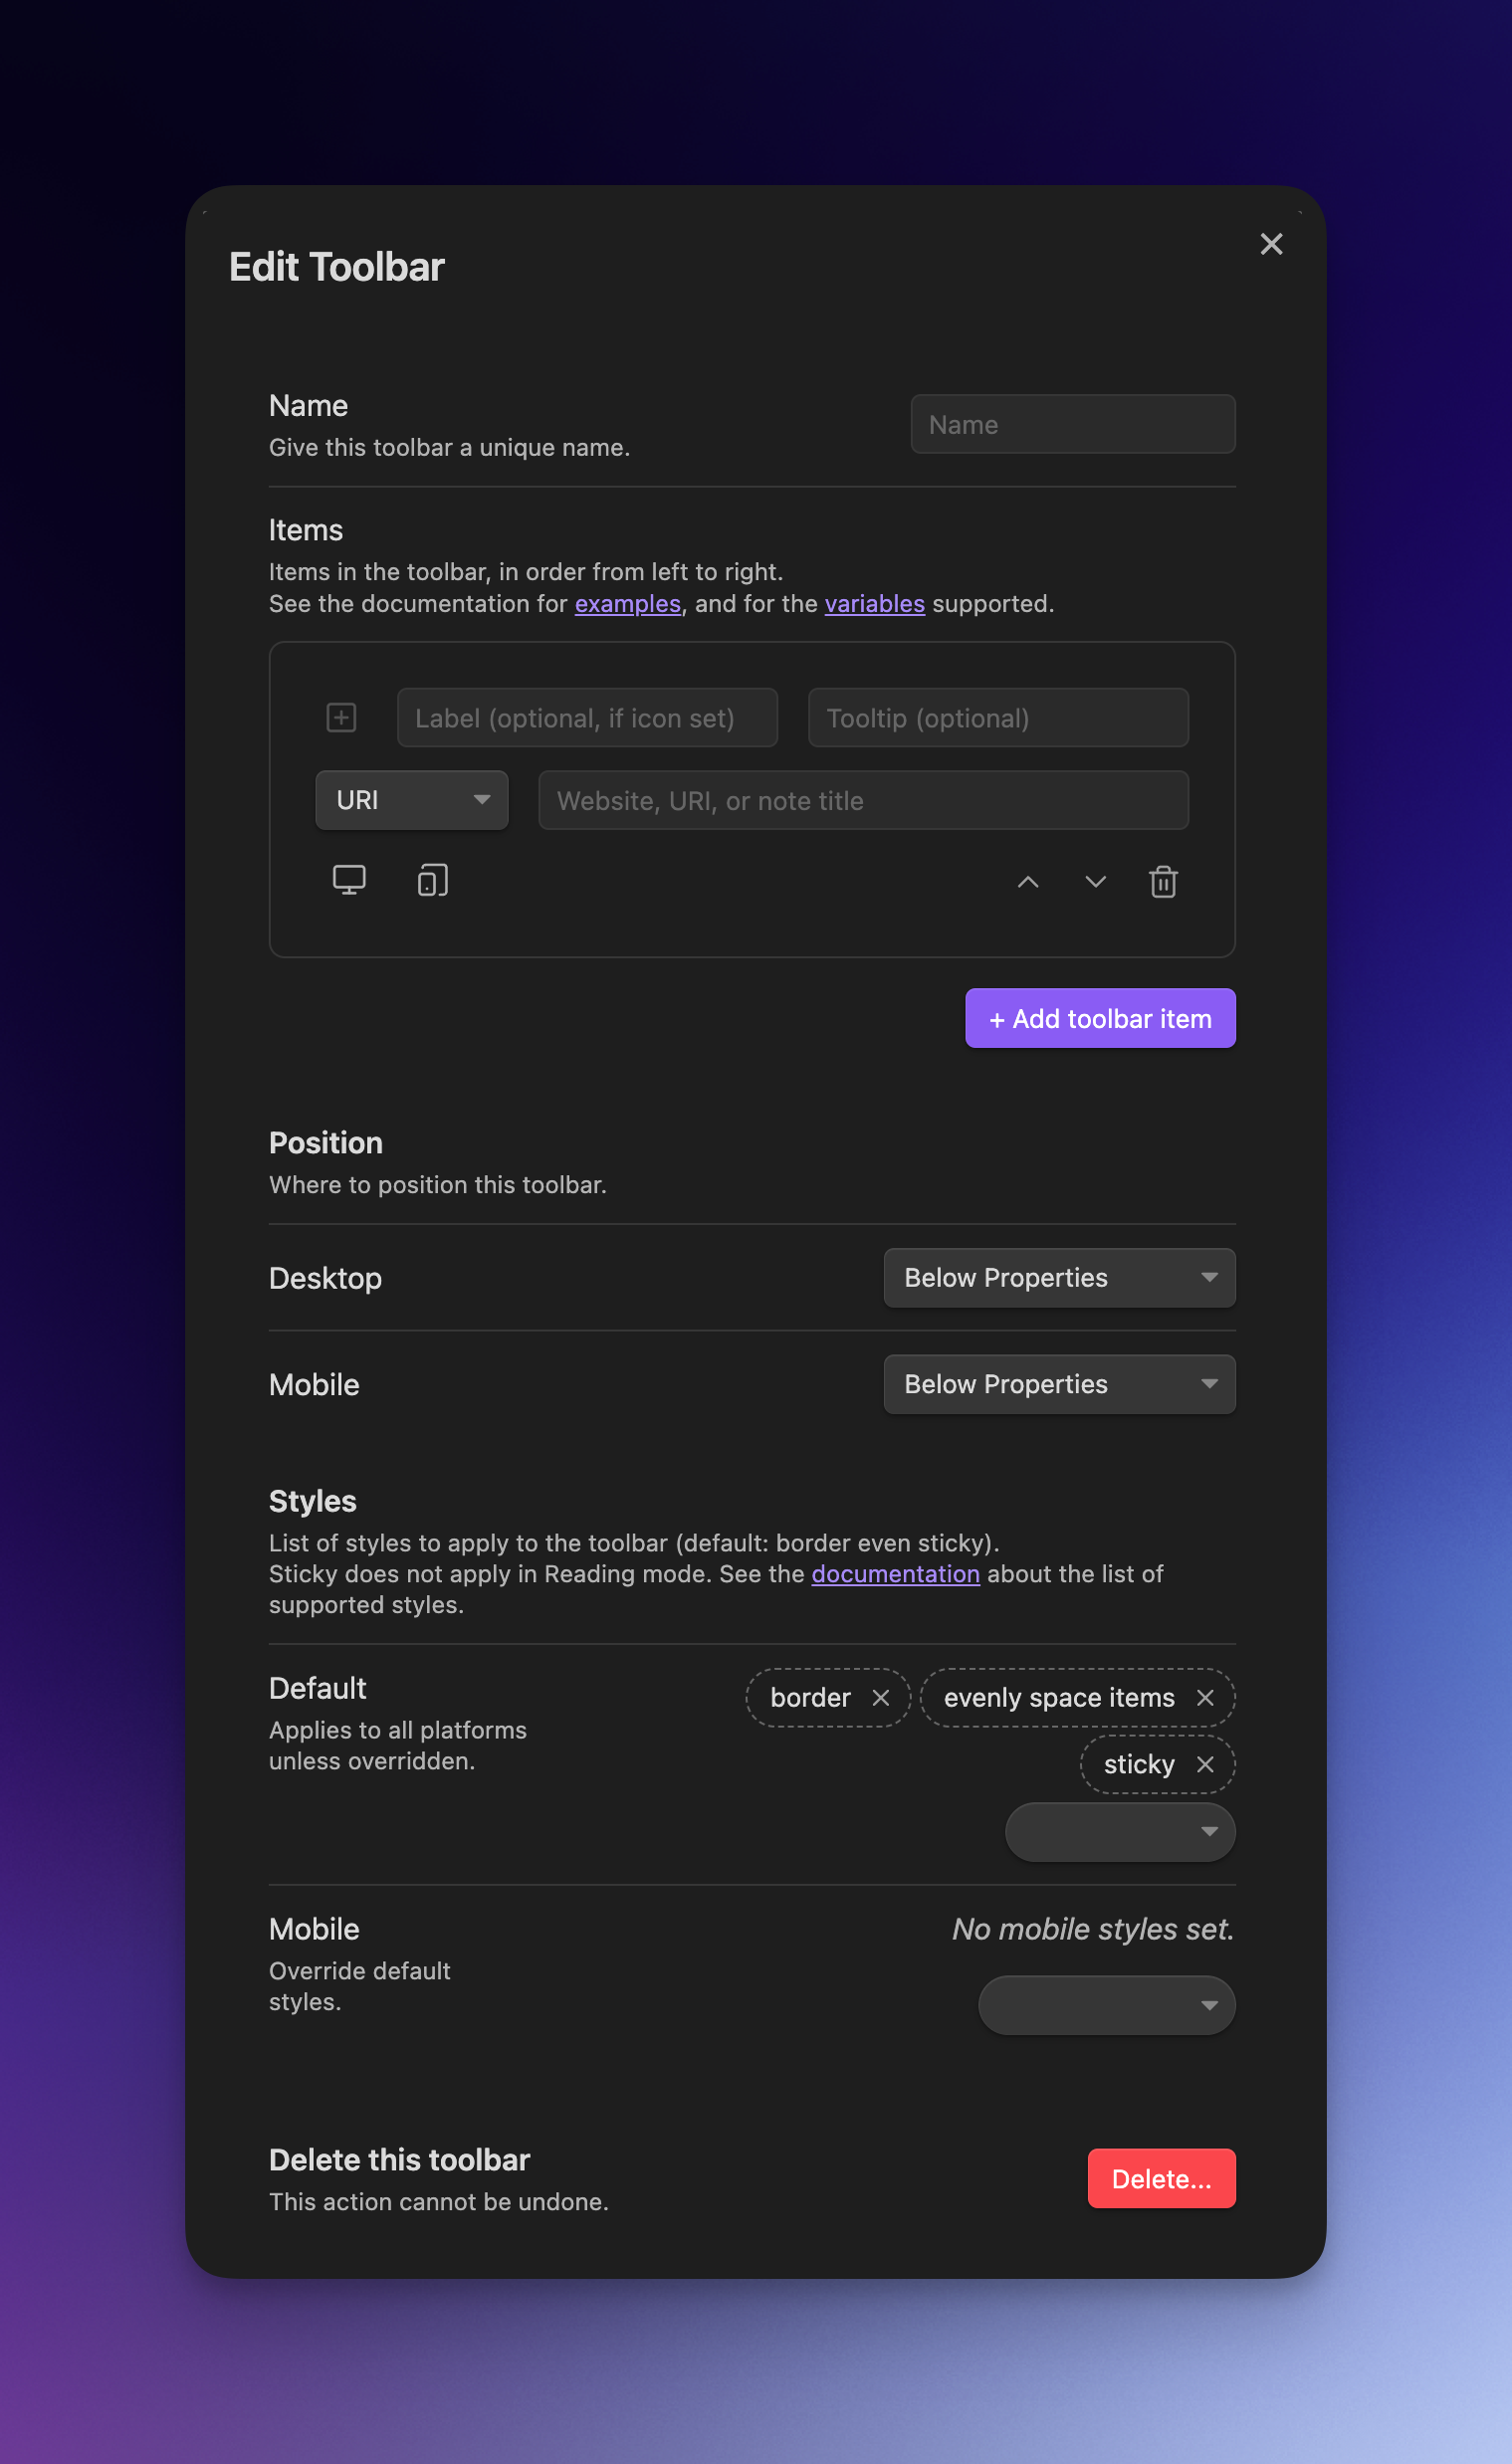 Edit Toolbar
Name
Give this toolbar a unique name.
Name
Items
Items in the toolbar, in order from left to right.
See the documentation for examples, and for the variables supported.
Label (optional, if icon set)
Tooltip (optional)
URI
Website, URI, or note title
+ Add toolbar item
Position
Where to position this toolbar.
Desktop
Below Properties
Mobile
Below Properties
Styles
List of styles to apply to the toolbar (default: border even sticky).
Sticky does not apply in Reading mode. See the documentation about the list of
supported styles.
Default
Applies to all platforms
unless overridden.
border
evenly space items
sticky
Mobile
Override default
styles.
No mobile styles set.
Delete this toolbar
This action cannot be undone.
Delete...